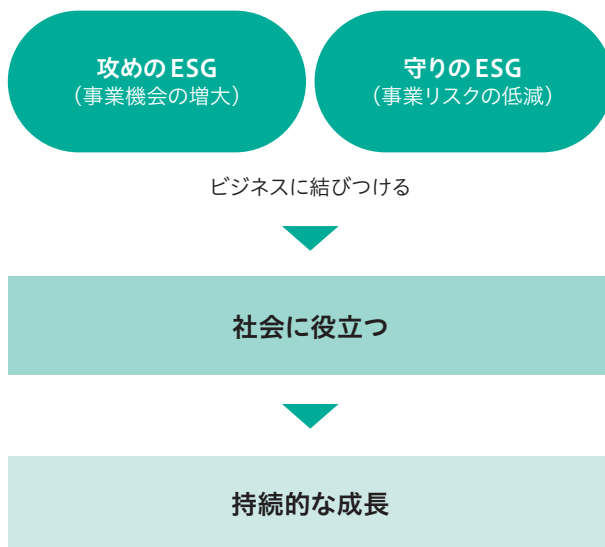 攻めのESG
（事業機会の増大）
守りのESG
（事業リスクの低減）
ビジネスに結びつける
社会に役立つ
持続的な成長